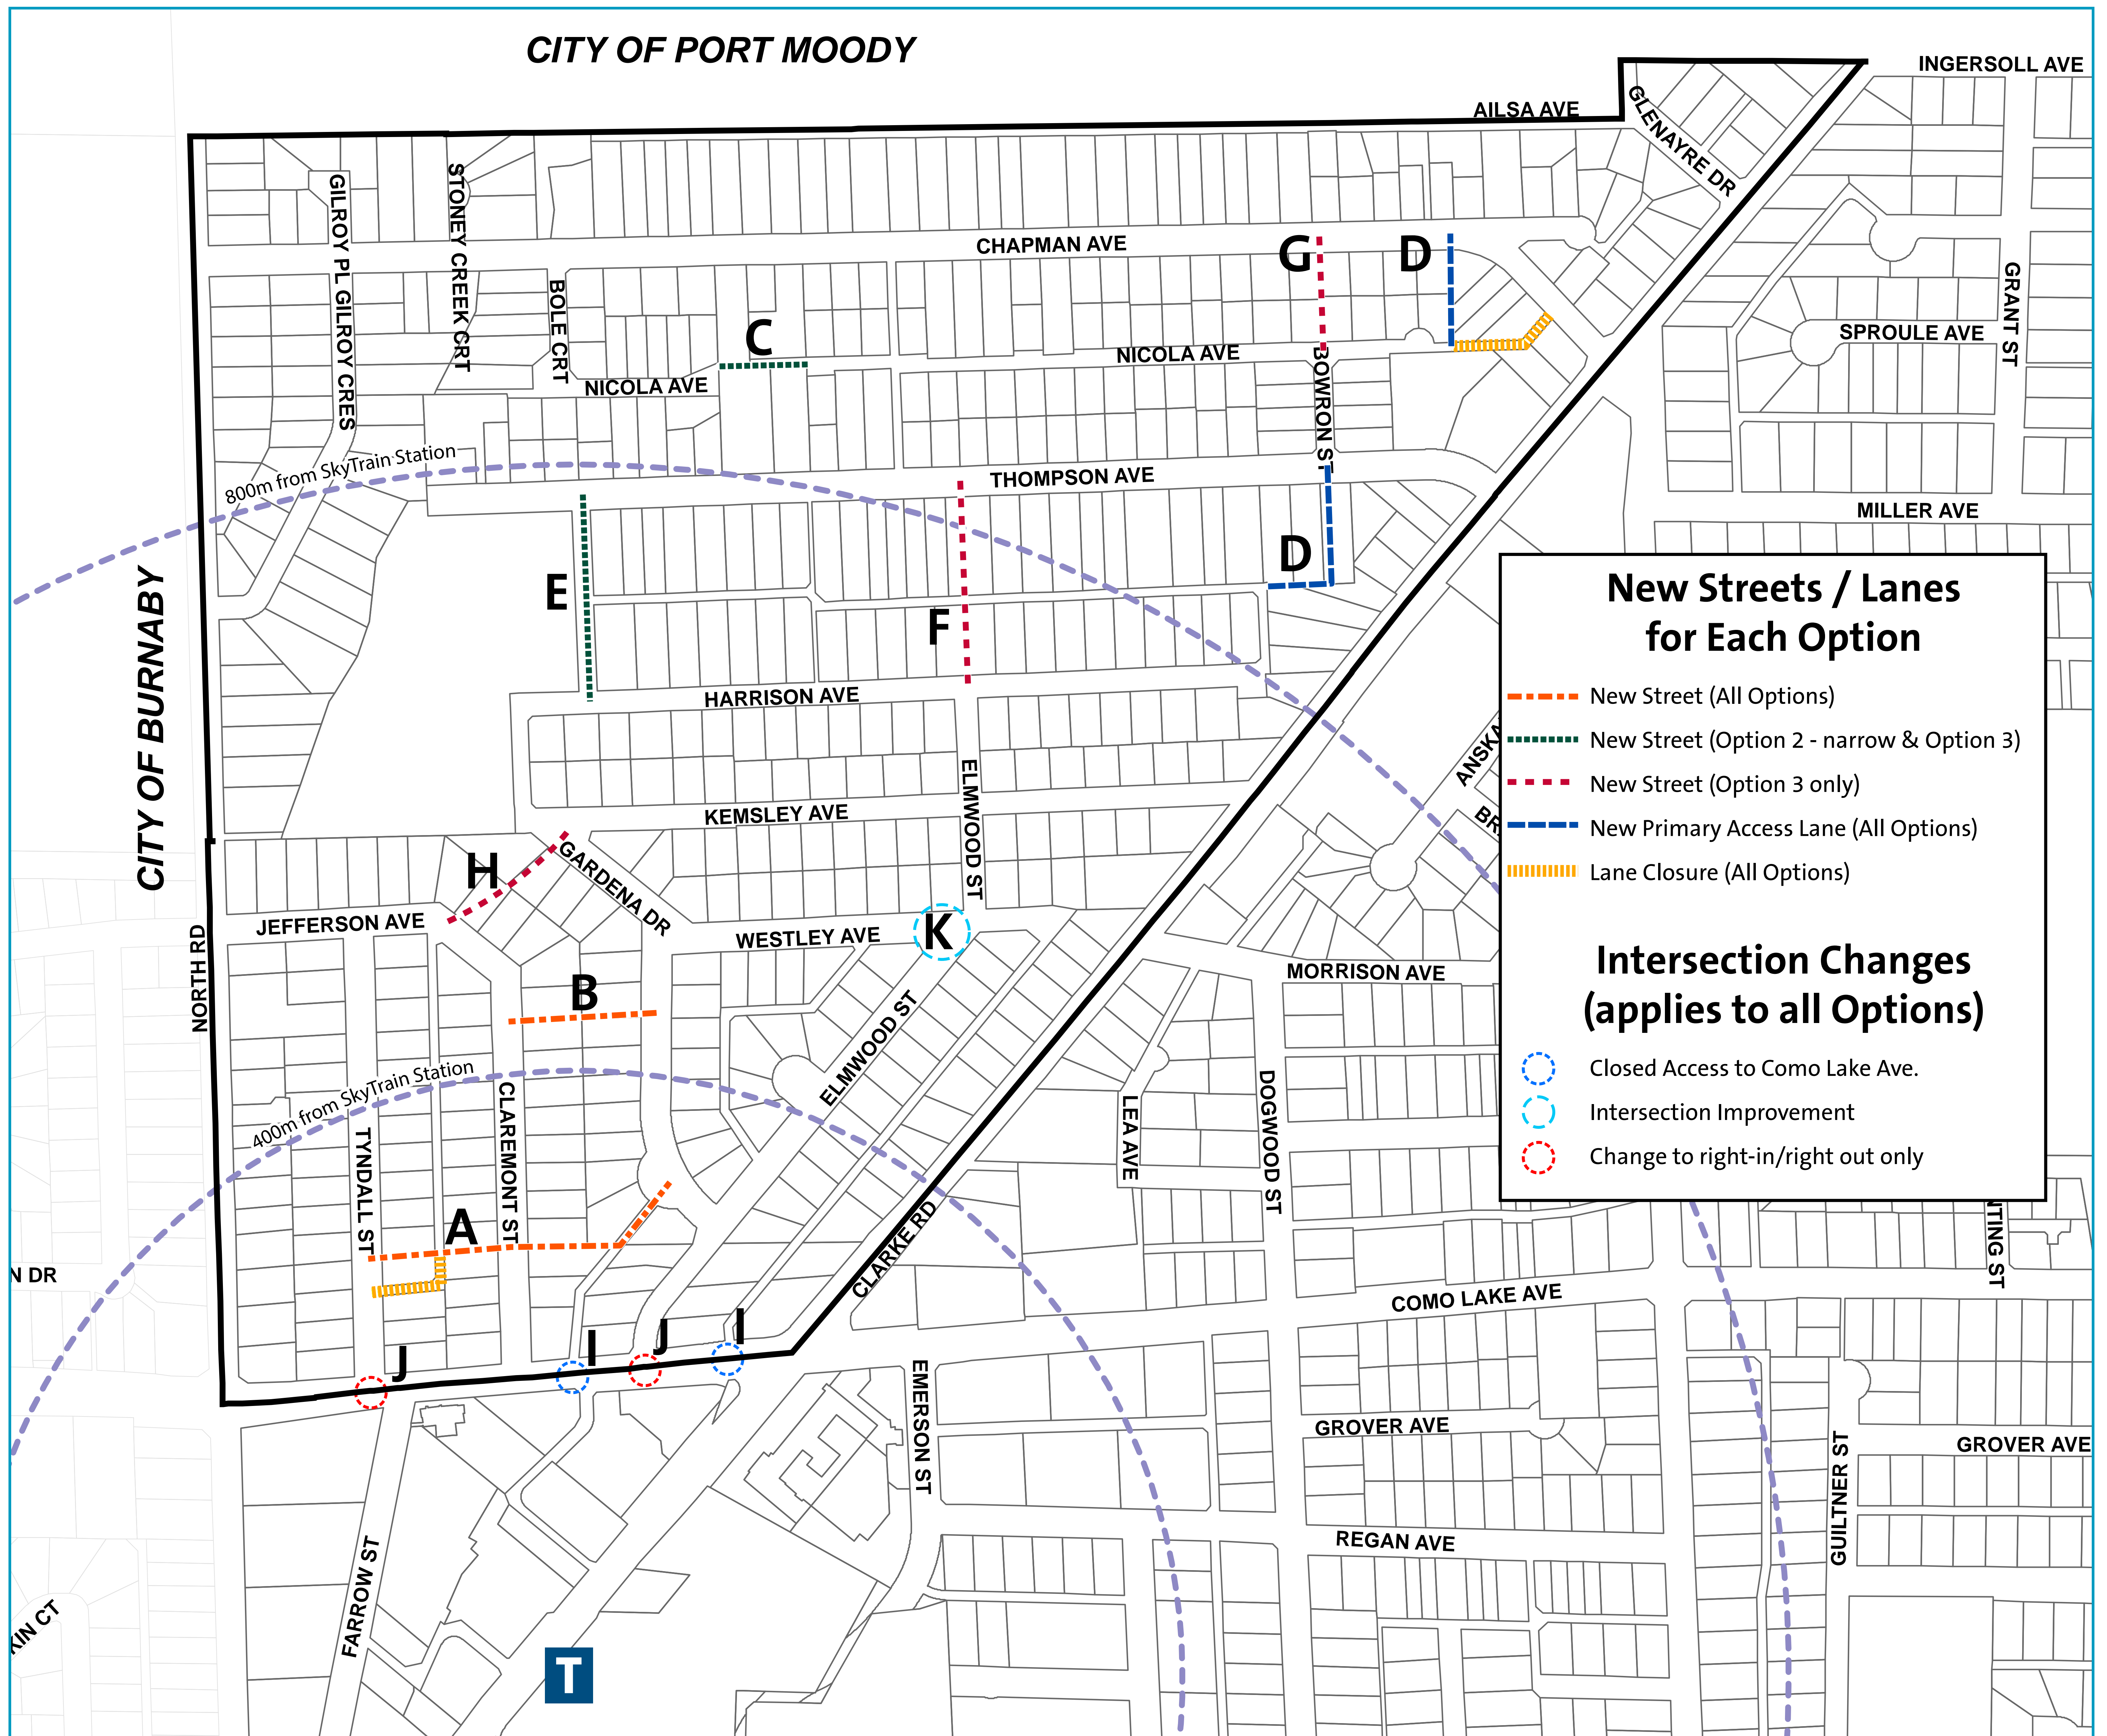 CITY OF PORT MOODY
INGERSOLL AVE
AILSA AVE
GLENAYRE DR
GILROY PL
GILROY CRES
STONEY CREEK CRT
BOLE CRT
CHAPMAN AVE
G
D
GRANT ST
SPROULE AVE
C
NICOLA AVE
NICOLA AVE
BOWRON ST
800m from SkyTrain Station
THOMPSON AVE
MILLER AVE
E
D
F
CITY OF BURNABY
HARRISON AVE
KEMSLEY AVE
ELMWOOD ST
ANSKA
BR
H
GARDENA DR
JEFFERSON AVE
WESTLEY AVE
K
NORTH RD
B
MORRISON AVE
ELMWOOD ST
400m from SkyTrain Station
TYNDALL ST
CLAREMONT ST
LEA AVE
DOGWOOD ST
A
CLARKE RD
N DR
COMO LAKE AVE
NTING ST
J
I
J
I
EMERSON ST
GROVER AVE
GROVER AVE
GUILTNER ST
REGAN AVE
FARROW ST
KIN CT
T
New Streets / Lanes
for Each Option
New Street (All Options)
New Street (Option 2 - narrow & Option 3)
New Street (Option 3 only)
New Primary Access Lane (All Options)
Lane Closure (All Options)
Intersection Changes
(applies to all Options)
Closed Access to Como Lake Ave.
Intersection Improvement
Change to right-in/right out only